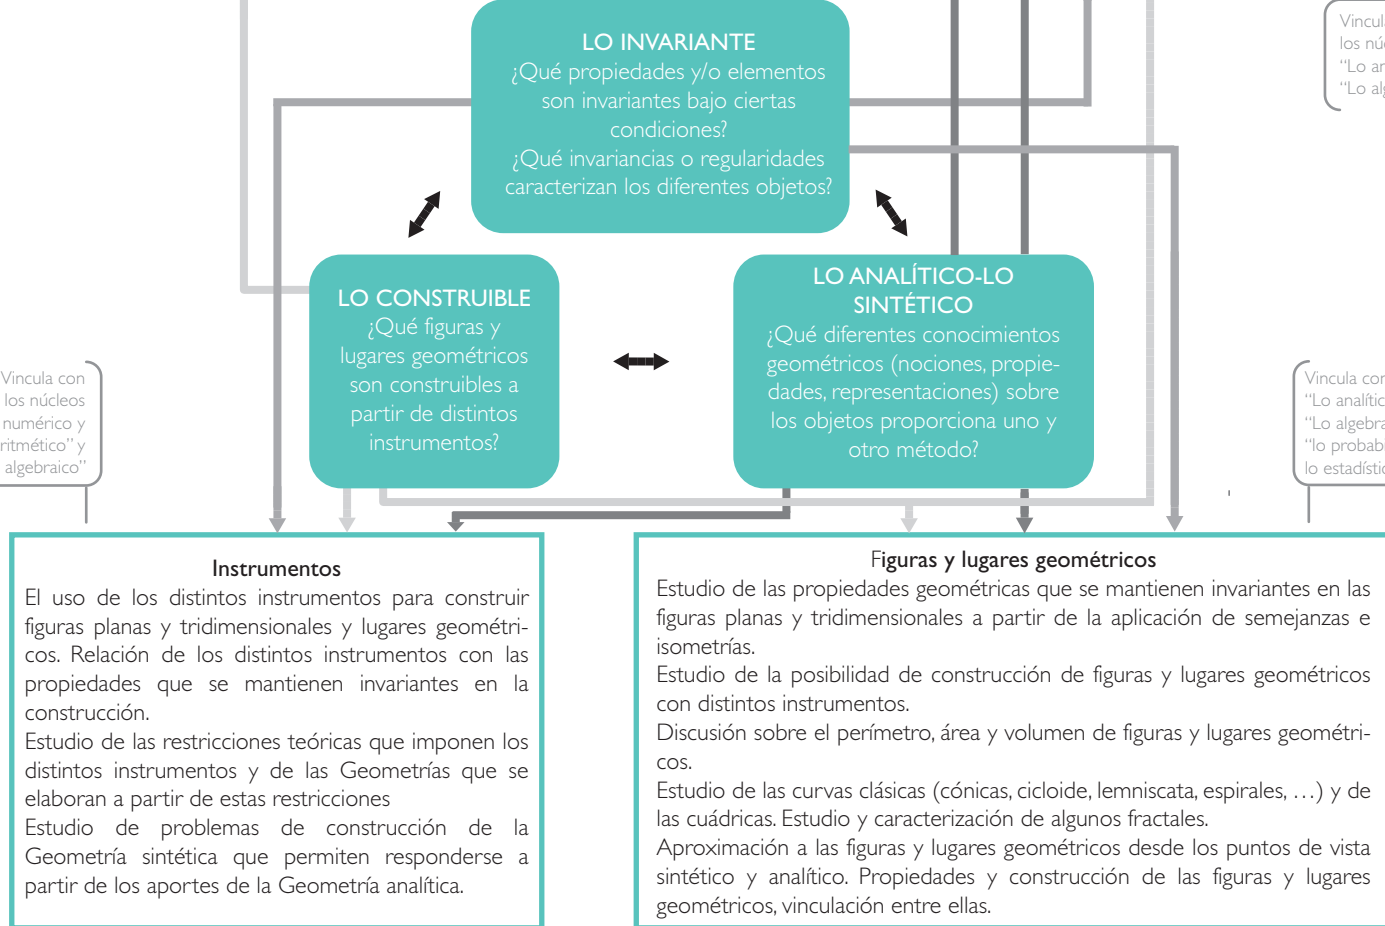 LO INVARIANTE
¿Qué propiedades y/o elementos
son invariantes bajo ciertas
condiciones?
¿Qué invariancias o regularidades
caracterizan los diferentes objetos?
Vincula
los
“Lo
“Lo
LO CONSTRUIBLE
¿Qué figuras y
lugares geométricos
son construibles a
partir de distintos
instrumentos?
LO ANALÍTICO-LO
SINTÉTICO
¿Qué diferentes conocimientos
geométricos (nociones, propie-
dades, representaciones) sobre
los objetos proporciona uno y
otro método?
Vincula con
los núcleos
numérico y
ritmético” y
algebraico”
Vincula con
“Lo
“Lo
“lo
lo
Instrumentos
El uso de los distintos instrumentos para construir
figuras planas y tridimensionales y lugares geométri-
cos. Relación de los distintos instrumentos con las
propiedades que se mantienen invariantes en la
construcción.
Estudio de las restricciones teóricas que imponen los
distintos instrumentos y de las Geometrías que se
elaboran a partir de estas restricciones
Estudio de problemas de construcción de la
Geometría sintética que permiten responderse a
partir de los aportes de la Geometría analítica.
Figuras y lugares geométricos
Estudio de las propiedades geométricas que se mantienen invariantes en las
figuras planas y tridimensionales a partir de la aplicación de semejanzas e
isometrías.
Estudio de la posibilidad de construcción de figuras y lugares geométricos
con distintos instrumentos.
Discusión sobre el perímetro, área y volumen de figuras y lugares geométri-
cos.
Estudio de las curvas clásicas (cónicas, cicloide, lemniscata, espirales, …) y de
las cuádricas. Estudio y caracterización de algunos fractales.
Aproximación a las figuras y lugares geométricos desde los puntos de vista
sintético y analítico. Propiedades y construcción de las figuras y lugares
geométricos, vinculación entre ellas.